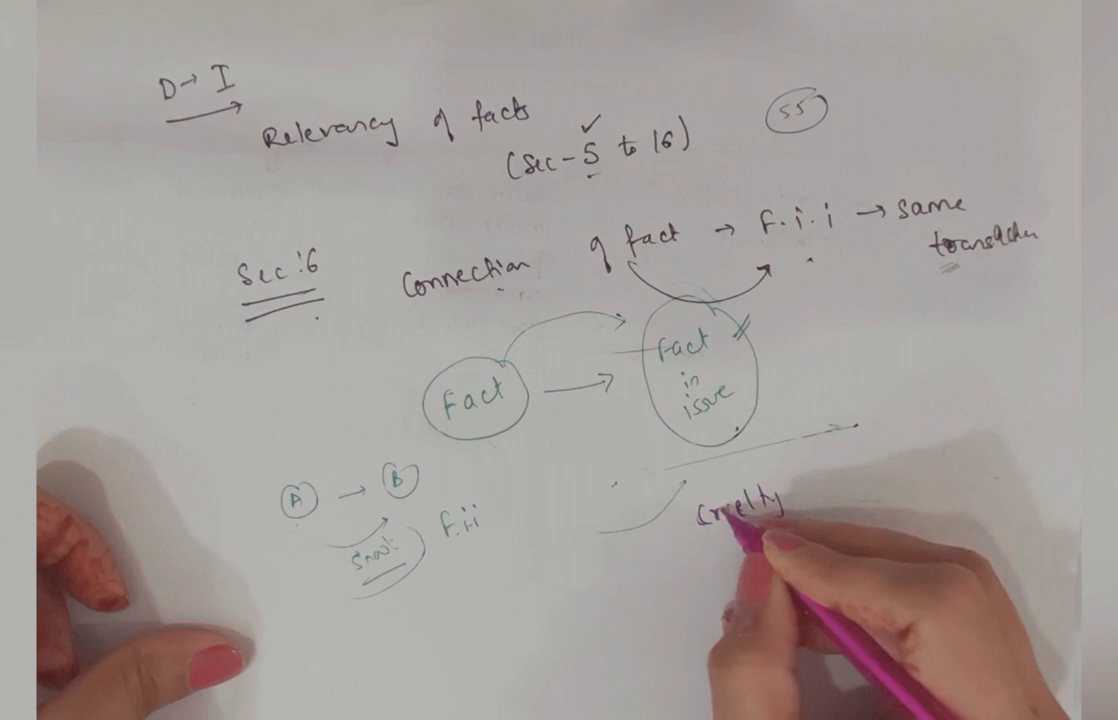 D→ I
Relevancy of facts
(Sec - 5 to 16)
55
Sec :6
Connection of fact → F.i.i → same
transaction
Fact →
Fact
in
issue
A → B
Shoot
F.i.i
Cruelty